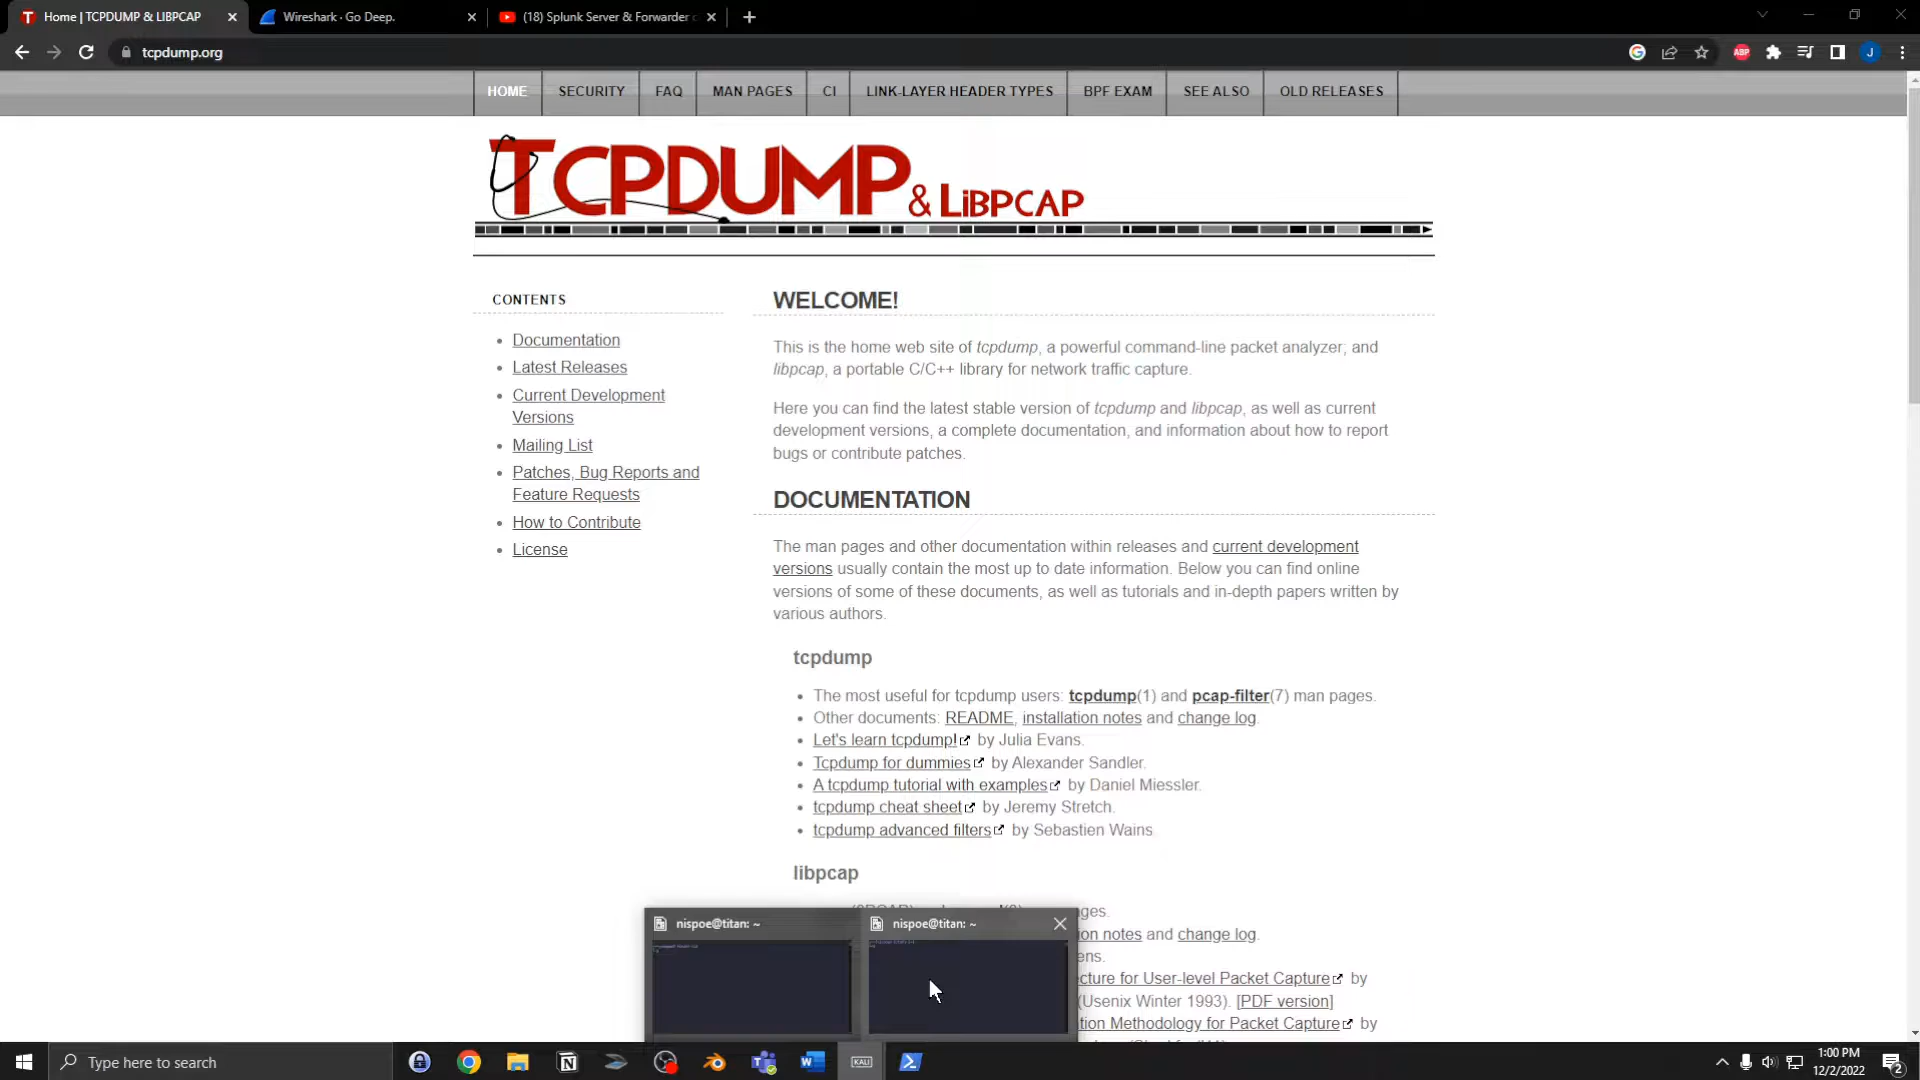 Home | TCPDUMP & LIBPCAP
Wireshark · Go Deep.
(18) Splunk Server & Forwarder
tcpdump.org
ABP
J
HOME SECURITY FAQ MAN PAGES CI LINK-LAYER HEADER TYPES BPF EXAM SEE ALSO OLD RELEASES
TCPDUMP & LiBPCAP
CONTENTS
Documentation
Latest Releases
Current Development
Versions
Mailing List
Patches, Bug Reports and
Feature Requests
How to Contribute
License
WELCOME!
This is the home web site of tcpdump, a powerful command-line packet analyzer; and
libpcap, a portable C/C++ library for network traffic capture.
Here you can find the latest stable version of tcpdump and libpcap, as well as current
development versions, a complete documentation, and information about how to report
bugs or contribute patches.
DOCUMENTATION
The man pages and other documentation within releases and current development
versions usually contain the most up to date information. Below you can find online
versions of some of these documents, as well as tutorials and in-depth papers written by
various authors.
tcpdump
The most useful for tcpdump users: tcpdump(1) and pcap-filter(7) man pages.
Other documents: README, installation notes and change log.
Let's learn tcpdump! by Julia Evans.
Tcpdump for dummies by Alexander Sandler.
A tcpdump tutorial with examples by Daniel Miessler.
tcpdump cheat sheet by Jeremy Stretch.
tcpdump advanced filters by Sebastien Wains
libpcap
ges.
ion notes and change log.
ens.
cture for User-level Packet Capture by
(Usenix Winter 1993). [PDF version]
tion Methodology for Packet Capture by
nispoe@titan: ~
nispoe@titan: ~
Type here to search
KALI
1:00 PM
12/2/2022
2